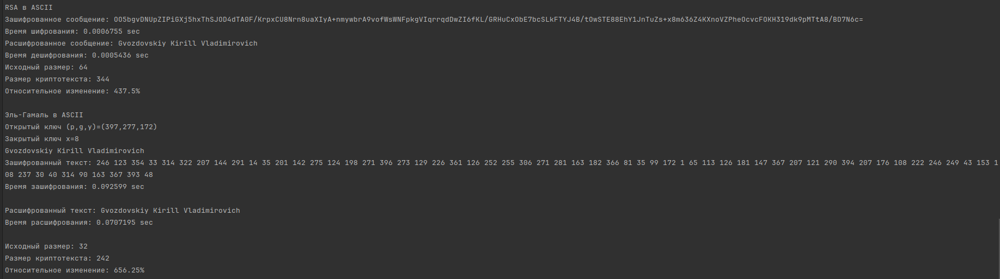 RSA в ASCII
Зашифрованное сообщение: OO5bgvDNUpZIPiGXj5hxThSJOD4dTA0F/KrpxCU8Nrn8uaXIyA+nmywbrA9vofWsWNFpkgVIqrrqdDwZI6fKL/GRHuCxObE7bcSLkFTYJ4B/tOwSTE88EhY1JnTuZs+x8m636Z4KXnoVZPheOcvcFOKH319dk9pMTtA8/BD7N6c=
Время шифрования: 0.0006755 sec
Расшифрованное сообщение: Gvozdovskiy Kirill Vladimirovich
Время дешифрования: 0.0005436 sec
Исходный размер: 64
Размер криптотекста: 344
Относительное изменение: 437.5%
Эль-Гамаль в ASCII
Открытый ключ (p,g,y)=(397,277,172)
Закрытый ключ x=8
Gvozdovskiy Kirill Vladimirovich
Зашифрованный текст: 246 123 354 33 314 322 207 144 291 14 35 201 142 275 124 198 271 396 273 129 226 361 126 252 255 306 271 281 163 182 366 81 35 99 172 1 65 113 126 181 147 367 207 121 290 394 207 176 108 222 246 249 43 153 1
08 237 30 40 314 90 163 367 393 48
Время зашифрования: 0.092599 sec
Расшифрованный текст: Gvozdovskiy Kirill Vladimirovich
Время расшифрования: 0.0707195 sec
Исходный размер: 32
Размер криптотекста: 242
Относительное изменение: 656.25%